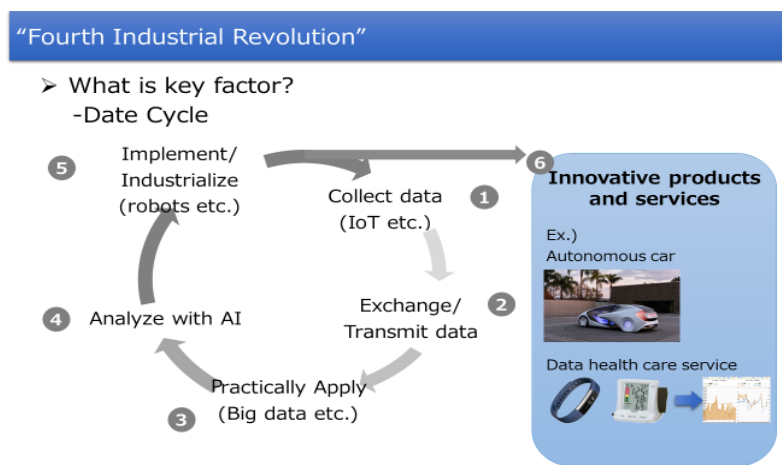 “Fourth Industrial Revolution”
➢ What is key factor?
-Date Cycle
5
Implement/
Industrialize
(robots etc.)
1
Collect data
(IoT etc.)
2
Exchange/
Transmit data
3
Practically Apply
(Big data etc.)
4
Analyze with AI
6
Innovative products
and services
Ex.)
Autonomous car
Data health care service